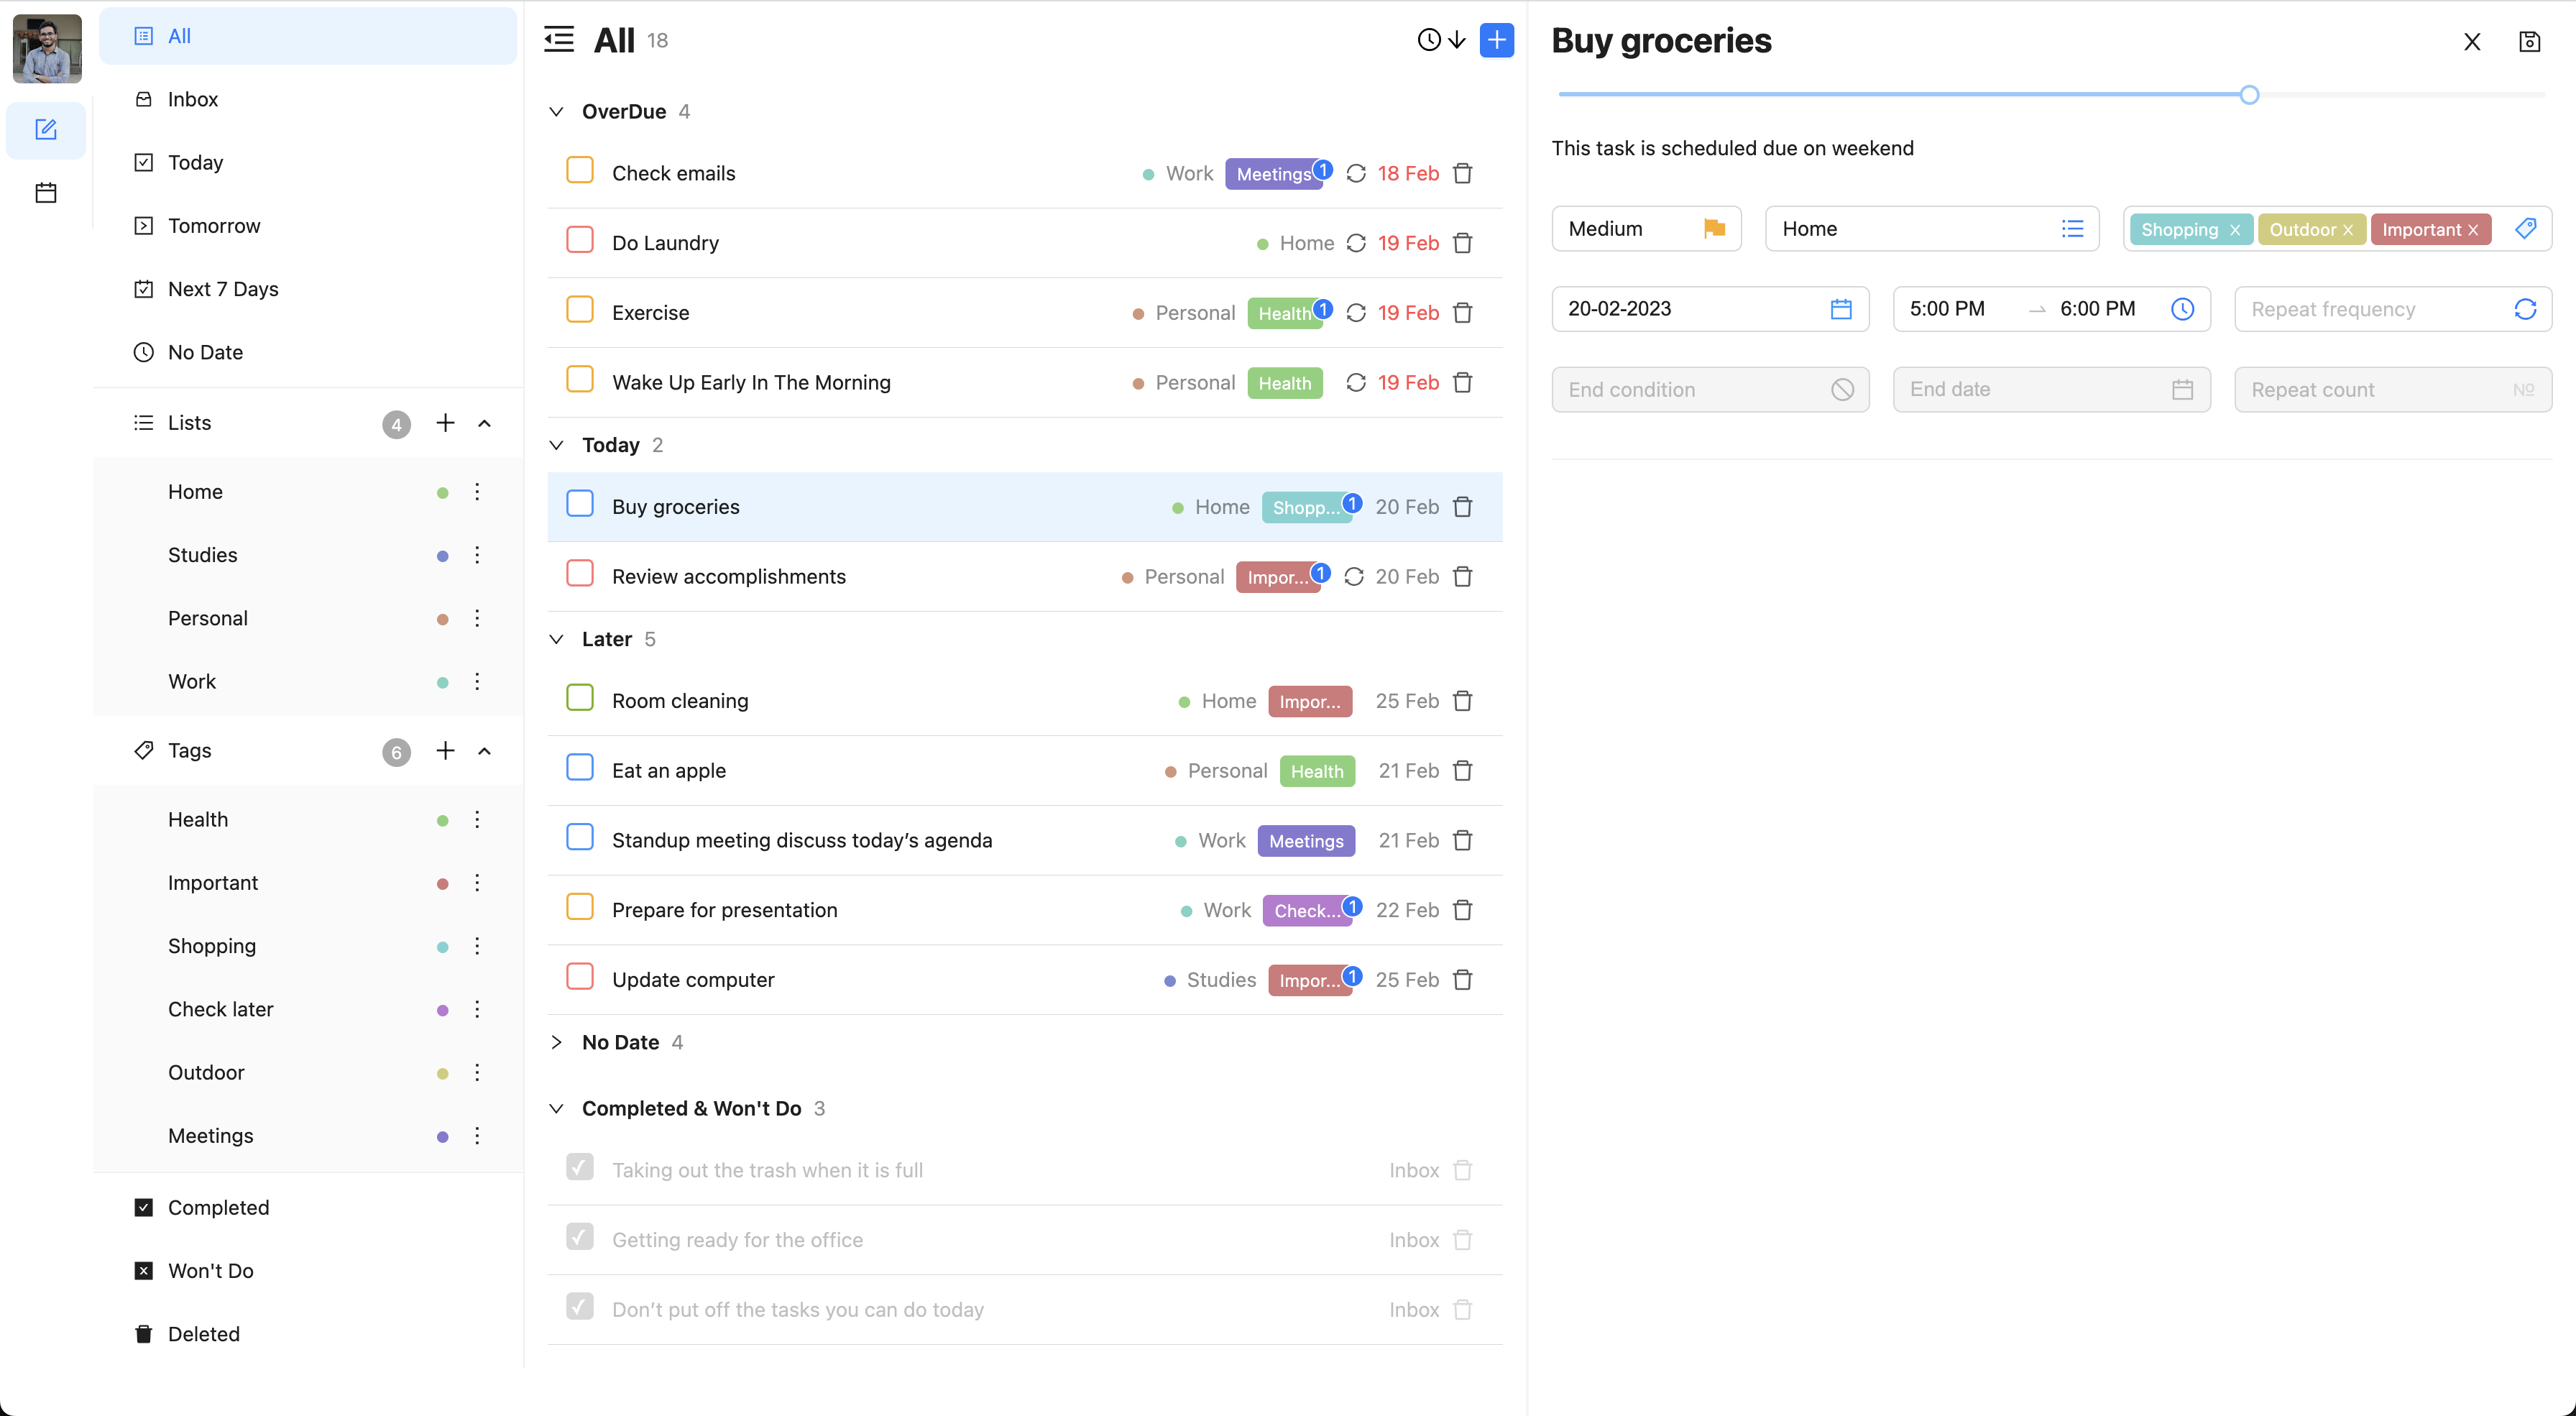 All
Inbox
Today
Tomorrow
Next 7 Days
No Date
Lists 4
Home
Studies
Personal
Work
Tags 6
Health
Important
Shopping
Check later
Outdoor
Meetings
Completed
Won't Do
Deleted
All 18
OverDue 4
Check emails Work Meetings 1 18 Feb
Do Laundry Home 19 Feb
Exercise Personal Health 1 19 Feb
Wake Up Early In The Morning Personal Health 19 Feb
Today 2
Buy groceries Home Shopp... 1 20 Feb
Review accomplishments Personal Impor... 1 20 Feb
Later 5
Room cleaning Home Impor... 25 Feb
Eat an apple Personal Health 21 Feb
Standup meeting discuss today’s agenda Work Meetings 21 Feb
Prepare for presentation Work Check... 1 22 Feb
Update computer Studies Impor... 1 25 Feb
No Date 4
Completed & Won't Do 3
Taking out the trash when it is full Inbox
Getting ready for the office Inbox
Don’t put off the tasks you can do today Inbox
Buy groceries
This task is scheduled due on weekend
Medium Home Shopping Outdoor Important
20-02-2023 5:00 PM 6:00 PM Repeat frequency
End condition End date Repeat count Nº